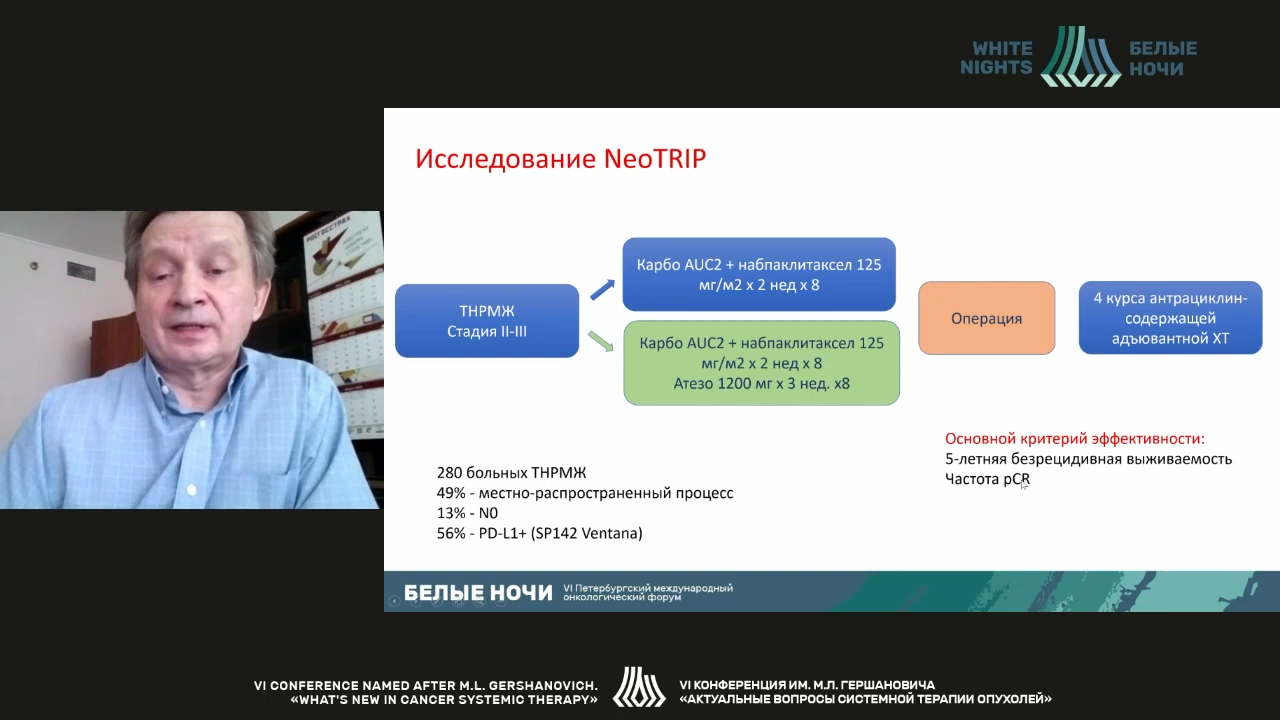 WHITE
NIGHTS
БЕЛЫЕ
НОЧИ
РОСГОССТРАХ
Исследование NeoTRIP
ТНРМЖ
Стадия II-III
Карбо AUC2 + набпаклитаксел 125
мг/м2 х 2 нед х 8
Карбо AUC2 + набпаклитаксел 125
мг/м2 х 2 нед х 8
Атезо 1200 мг х 3 нед. х8
Операция
4 курса антрациклин-
содержащей
адъювантной ХТ
Основной критерий эффективности:
5-летняя безрецидивная выживаемость
Частота pCR
280 больных ТНРМЖ
49% - местно-распространенный процесс
13% - N0
56% - PD-L1+ (SP142 Ventana)
БЕЛЫЕ НОЧИ
VI Петербургский международный
онкологический форум
VI CONFERENCE NAMED AFTER M.L. GERSHANOVICH.
«WHAT'S NEW IN CANCER SYSTEMIC THERAPY»
VI КОНФЕРЕНЦИЯ ИМ. М.Л. ГЕРШАНОВИЧА
«АКТУАЛЬНЫЕ ВОПРОСЫ СИСТЕМНОЙ ТЕРАПИИ ОПУХОЛЕЙ»